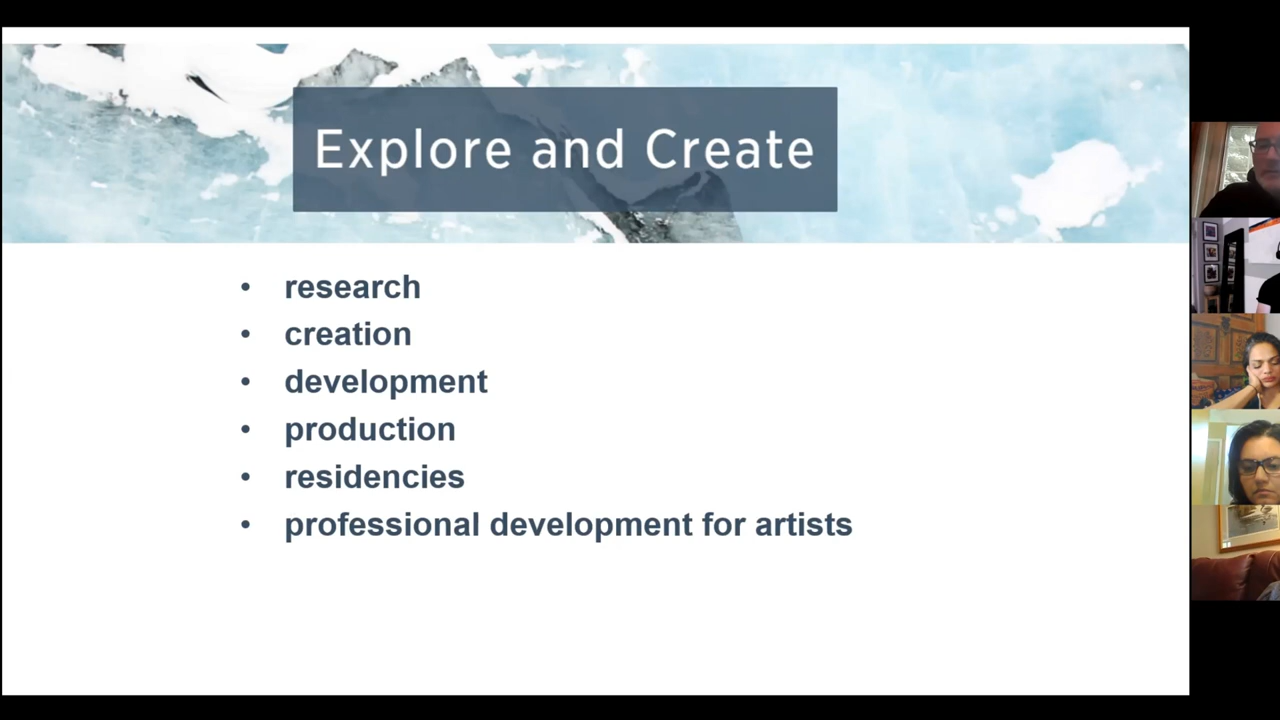 Explore and Create
• research
• creation
• development
• production
• residencies
• professional development for artists